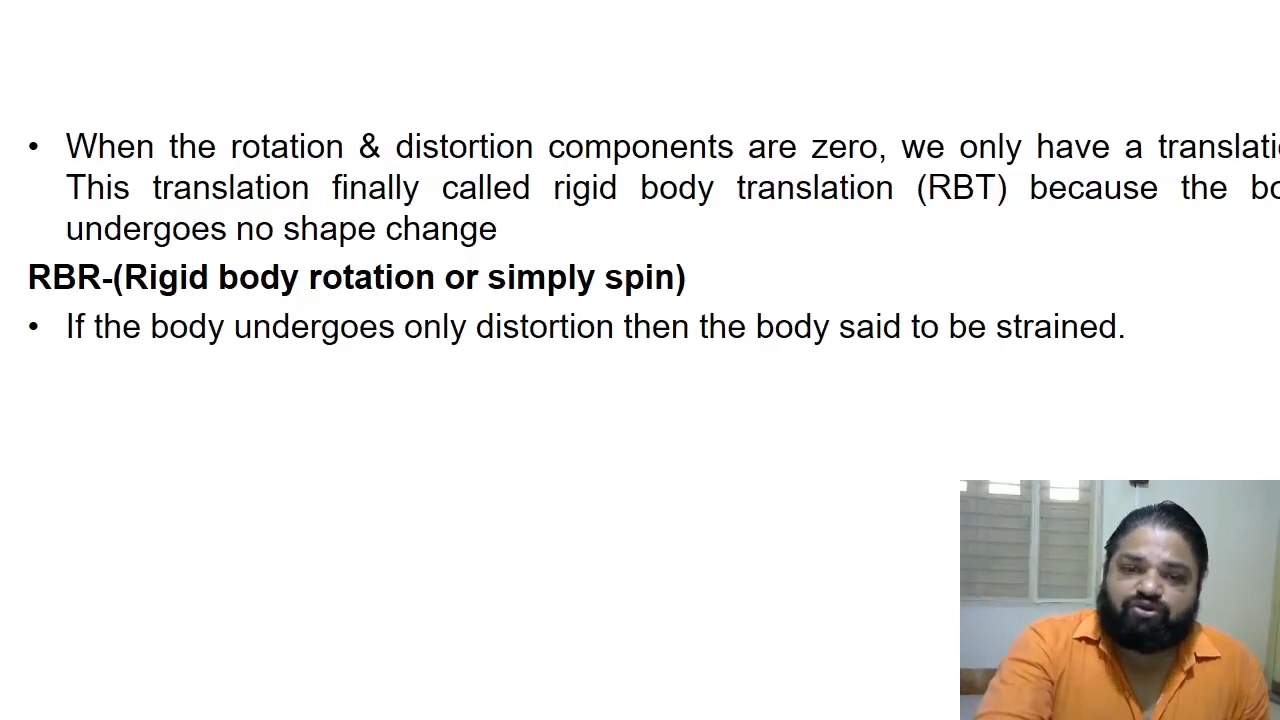 • When the rotation & distortion components are zero, we only have a
This translation finally called rigid body translation (RBT) because the
undergoes no shape change
RBR-(Rigid body rotation or simply spin)
• If the body undergoes only distortion then the body said to be strained.